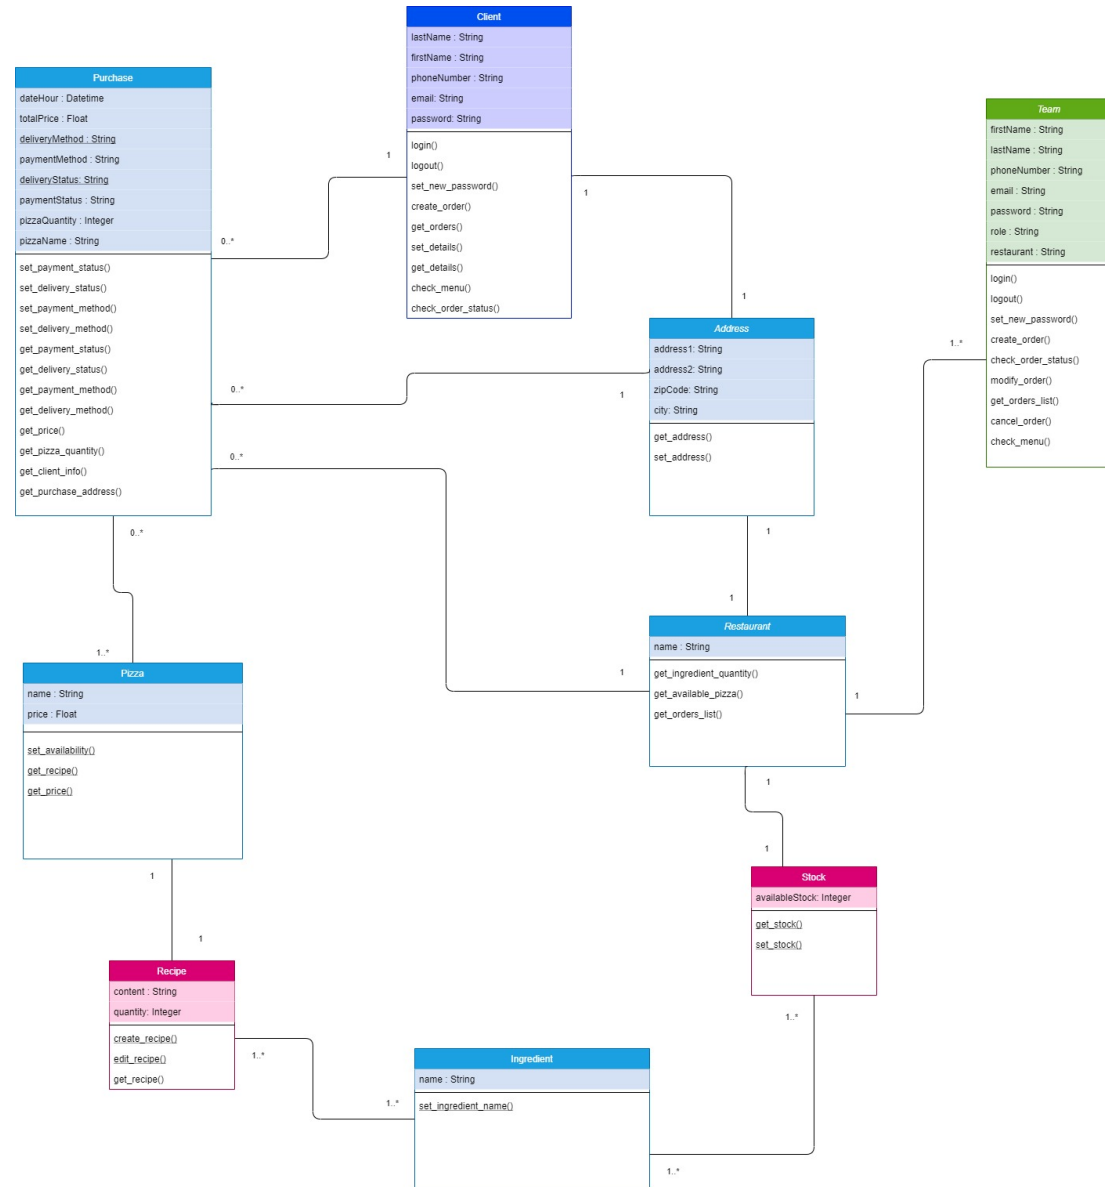 Client
lastName : String
firstName : String
phoneNumber : String
email: String
password: String
login()
logout()
set_new_password()
create_order()
get_orders()
set_details()
get_details()
check_menu()
check_order_status()
Purchase
dateHour : Datetime
totalPrice : Float
deliveryMethod : String
paymentMethod : String
deliveryStatus: String
paymentStatus : String
pizzaQuantity : Integer
pizzaName : String
set_payment_status()
set_delivery_status()
set_payment_method()
set_delivery_method()
get_payment_status()
get_delivery_status()
get_payment_method()
get_delivery_method()
get_price()
get_pizza_quantity()
get_client_info()
get_purchase_address()
Team
firstName : String
lastName : String
phoneNumber : String
email : String
password : String
role : String
restaurant : String
login()
logout()
set_new_password()
create_order()
check_order_status()
modify_order()
get_orders_list()
cancel_order()
check_menu()
1
0..*
1
1
Address
address1: String
address2: String
zipCode: String
city: String
get_address()
set_address()
1..*
0..*
1
0..*
0..*
1
1
1..*
1
1
Restaurant
name : String
get_ingredient_quantity()
get_available_pizza()
get_orders_list()
Pizza
name : String
price : Float
set_availability()
get_recipe()
get_price()
1
1
1
1
Stock
availableStock: Integer
get_stock()
set_stock()
Recipe
content : String
quantity: Integer
create_recipe()
edit_recipe()
get_recipe()
1..*
1..*
Ingredient
name : String
set_ingredient_name()
1..*
1..*